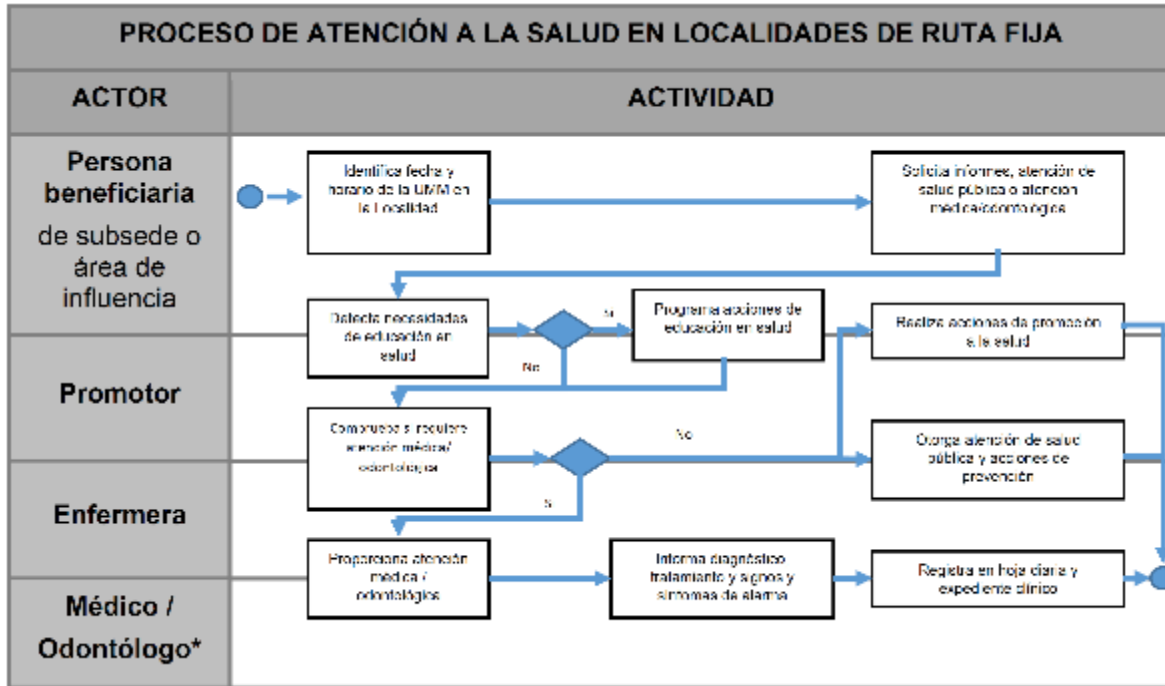 PROCESO DE ATENCIÓN A LA SALUD EN LOCALIDADES DE RUTA FIJA
ACTOR
ACTIVIDAD
Persona
beneficiaria
de subsede o
área de
influencia
Identifica fecha y
horario de la UMM en
la Localidad
Solicita informes, atención de
salud pública o atención
médica/odontológica
Promotor
Detecta necesidades
de educación en
salud
Si
No
Programa acciones de
educación en salud
Realiza acciones de promoción
a la salud
Enfermera
Comprueba si requiere
atención médica/
odontológica
No
Si
Otorga atención de salud
pública y acciones de
prevención
Médico /
Odontólogo*
Proporciona atención
médica /
odontológica
Informa diagnóstico
tratamiento y signos y
síntomas de alarma
Registra en hoja diaria y
expediente clínico